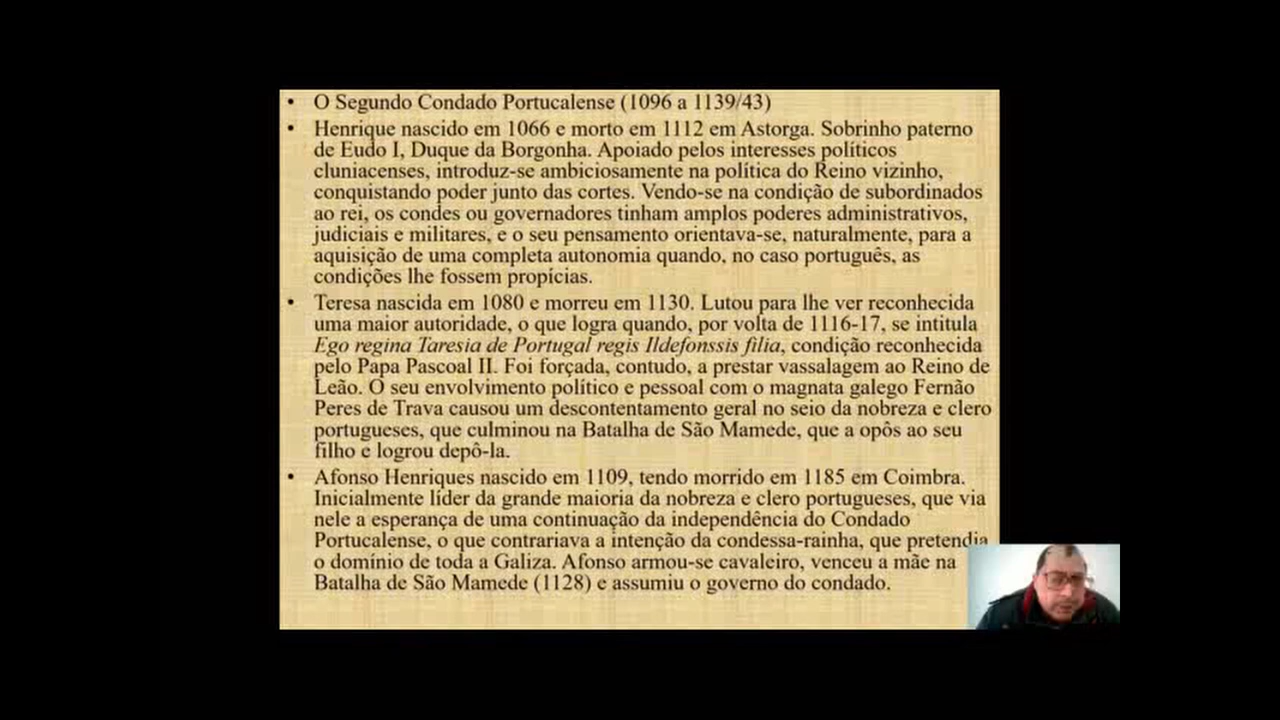 • O Segundo Condado Portucalense (1096 a 1139/43)
• Henrique nascido em 1066 e morto em 1112 em Astorga. Sobrinho paterno
de Eudo I, Duque da Borgonha. Apoiado pelos interesses políticos
cluniacenses, introduz-se ambiciosamente na política do Reino vizinho,
conquistando poder junto das cortes. Vendo-se na condição de subordinados
ao rei, os condes ou governadores tinham amplos poderes administrativos,
judiciais e militares, e o seu pensamento orientava-se, naturalmente, para a
aquisição de uma completa autonomia quando, no caso português, as
condições lhe fossem propícias.
• Teresa nascida em 1080 e morreu em 1130. Lutou para lhe ver reconhecida
uma maior autoridade, o que logra quando, por volta de 1116-17, se intitula
Ego regina Taresia de Portugal regis Ildefonssis filia, condição reconhecida
pelo Papa Pascoal II. Foi forçada, contudo, a prestar vassalagem ao Reino de
Leão. O seu envolvimento político e pessoal com o magnata galego Fernão
Peres de Trava causou um descontentamento geral no seio da nobreza e clero
portugueses, que culminou na Batalha de São Mamede, que a opôs ao seu
filho e logrou depô-la.
• Afonso Henriques nascido em 1109, tendo morrido em 1185 em Coimbra.
Inicialmente líder da grande maioria da nobreza e clero portugueses, que via
nele a esperança de uma continuação da independência do Condado
Portucalense, o que contrariava a intenção da condessa-rainha, que pretendia
o domínio de toda a Galiza. Afonso armou-se cavaleiro, venceu a mãe na
Batalha de São Mamede (1128) e assumiu o governo do condado.